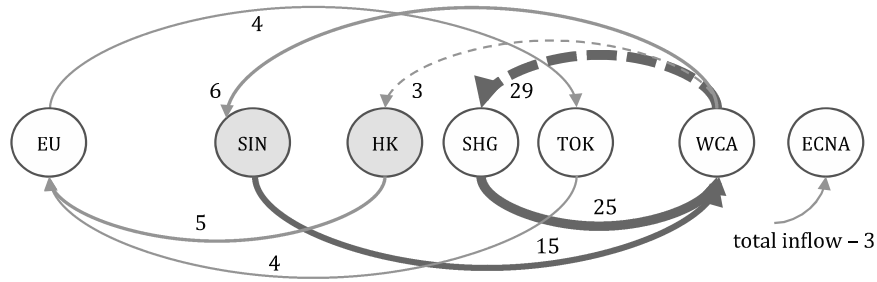 4
6
3
29
EU
SIN
HK
SHG
TOK
WCA
ECNA
5
25
15
4
total inflow – 3